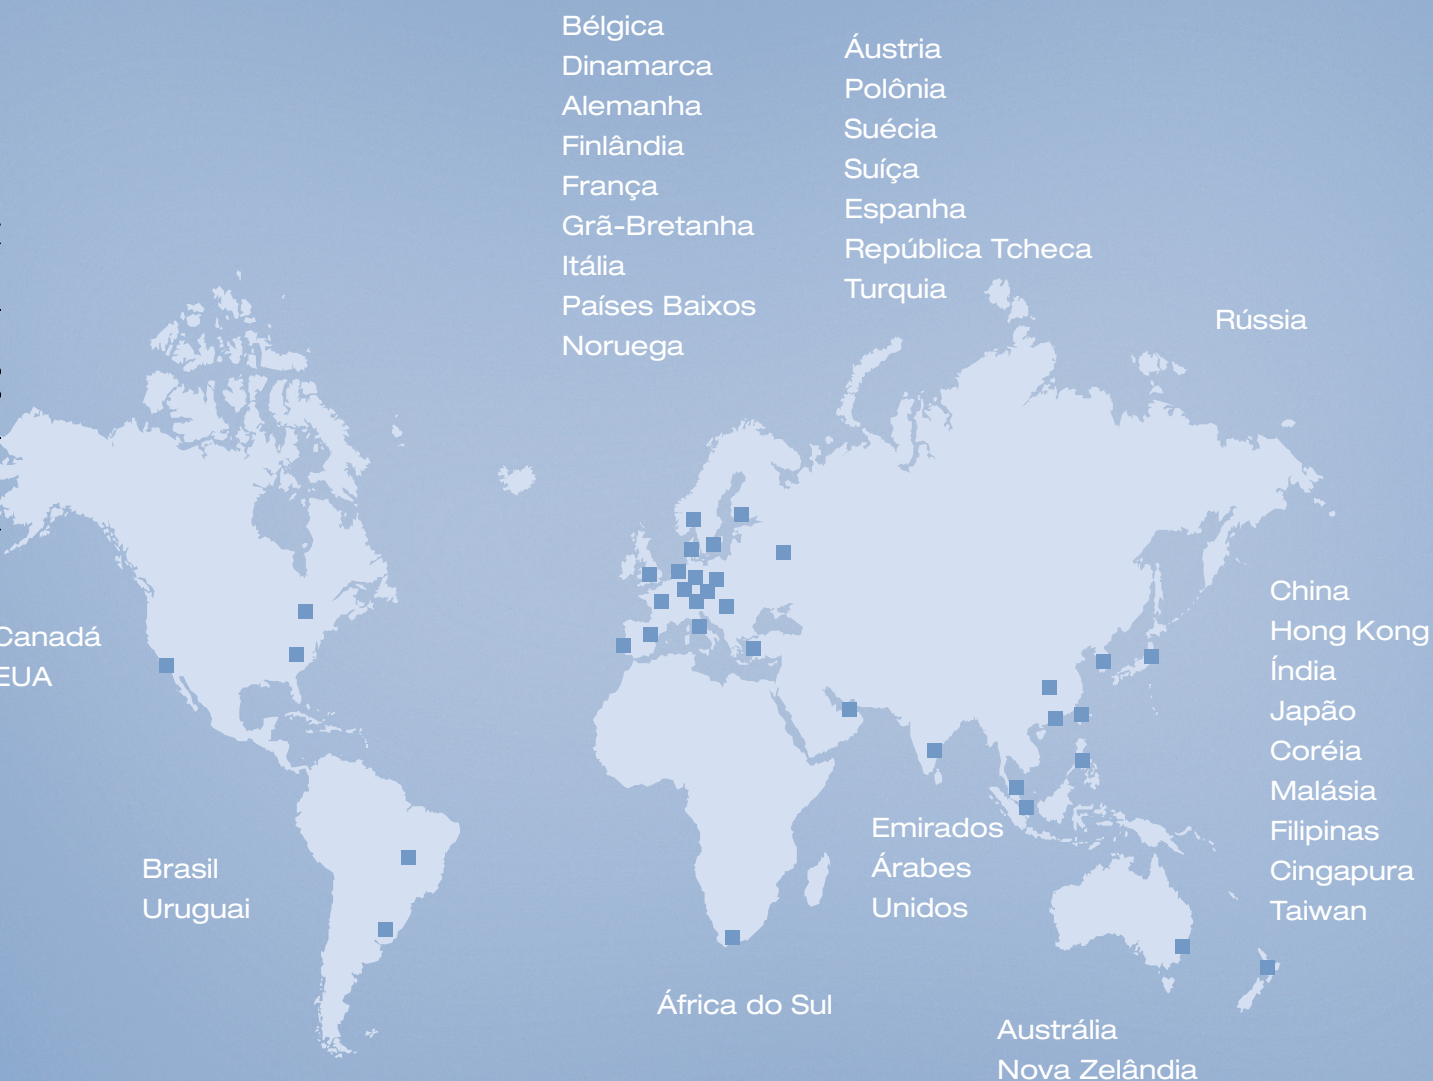 Bélgica
Dinamarca
Alemanha
Finlândia
França
Grã-Bretanha
Itália
Países Baixos
Noruega
Áustria
Polônia
Suécia
Suíça
Espanha
República Tcheca
Turquia
Rússia
Canadá
EUA
China
Hong Kong
Índia
Japão
Coréia
Malásia
Filipinas
Cingapura
Taiwan
Brasil
Uruguai
Emirados
Árabes
Unidos
África do Sul
Austrália
Nova Zelândia